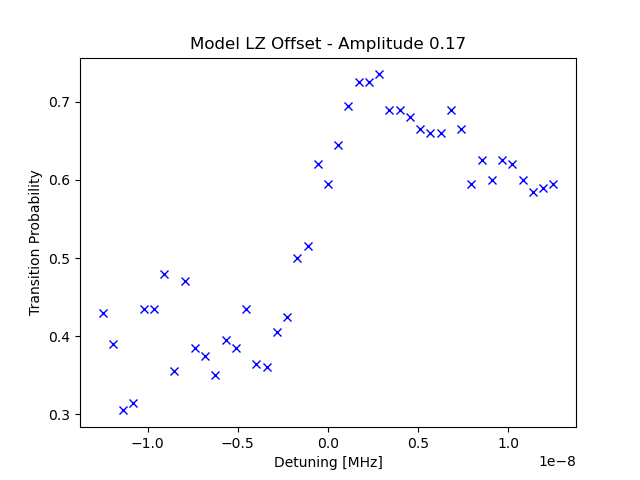 Model LZ Offset - Amplitude 0.17
Transition Probability
0.7
0.6
0.5
0.4
0.3
−1.0
−0.5
0.0
0.5
1.0
1e−8
Detuning [MHz]